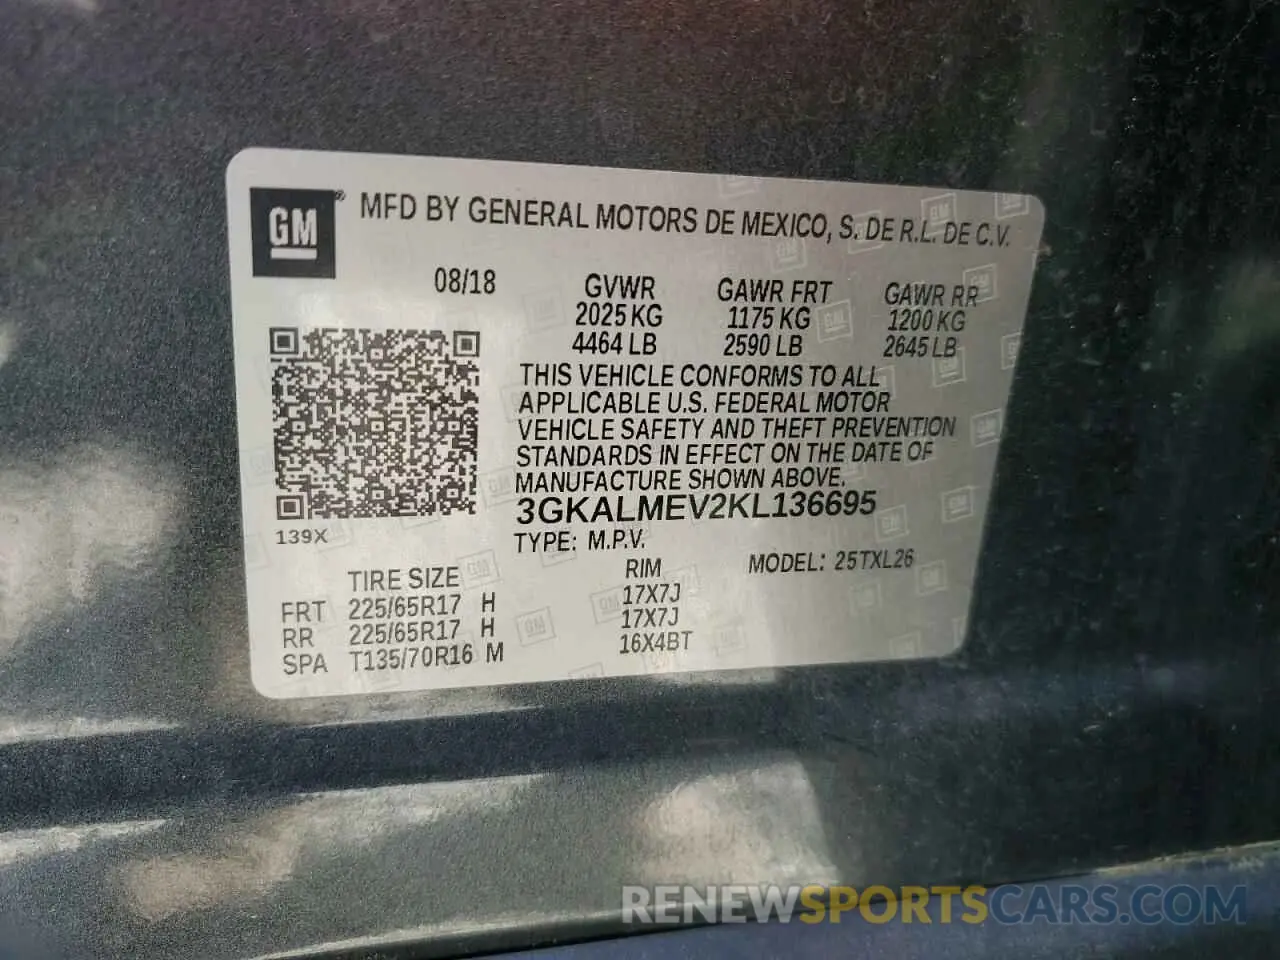 GM ® MFD BY GENERAL MOTORS DE MEXICO, S. DE R.L. DE C.V.
08/18 GVWR GAWR FRT GAWR RR
2025 KG 1175 KG 1200 KG
4464 LB 2590 LB 2645 LB
THIS VEHICLE CONFORMS TO ALL
APPLICABLE U.S. FEDERAL MOTOR
VEHICLE SAFETY AND THEFT PREVENTION
STANDARDS IN EFFECT ON THE DATE OF
MANUFACTURE SHOWN ABOVE.
3GKALMEV2KL136695
139X
TYPE: M.P.V. MODEL: 25TXL26
TIRE SIZE RIM
FRT 225/65R17 H 17X7J
RR 225/65R17 H 17X7J
SPA T135/70R16 M 16X4BT
RENEWSPORTSCARS.COM